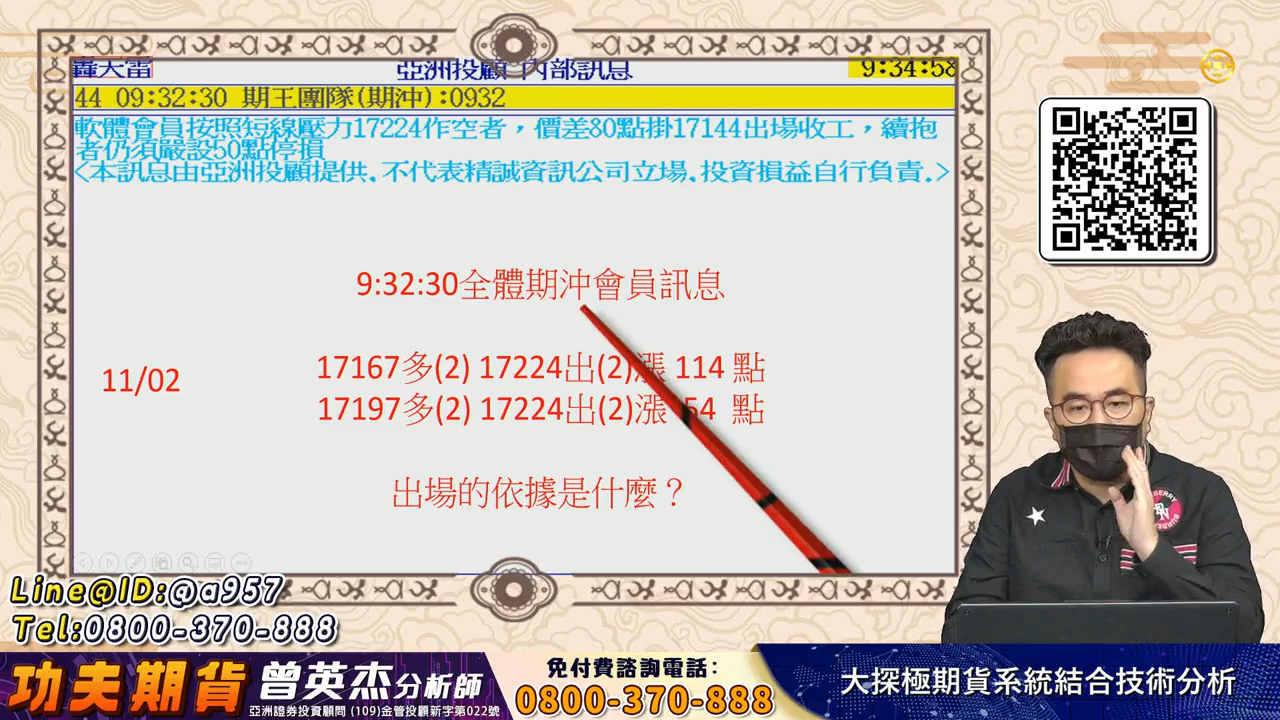 轟天雷
亞洲投顧 內部訊息
9:34:58
44 09:32:30 期王團隊(期沖):0932
軟體會員按照短線壓力17224作空者，價差80點掛17144出場收工，續抱
者仍須嚴設50點停損
<本訊息由亞洲投顧提供.不代表精誠資訊公司立場.投資損益自行負責.>
9:32:30全體期沖會員訊息
17167多(2) 17224出(2)漲 114 點
11/02
17197多(2) 17224出(2)漲 54 點
出場的依據是什麼？
Line@ID:@a957
Tel:0800-370-888
功夫期貨
曾英杰分析師
亞洲證券投資顧問 (109)金管投顧新字第022號
免付費諮詢電話：
0800-370-888
大探極期貨系統結合技術分析